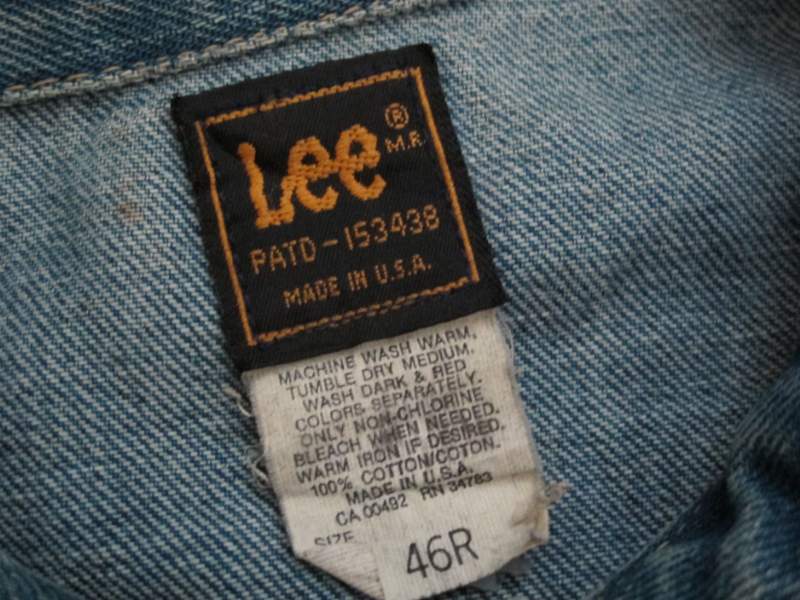 Lee ®
M.R.
PATD-153438
MADE IN U.S.A.
MACHINE WASH WARM,
TUMBLE DRY MEDIUM.
WASH DARK & RED
COLORS SEPARATELY.
ONLY NON-CHLORINE
BLEACH WHEN NEEDED.
WARM IRON IF DESIRED.
100% COTTON/COTON.
MADE IN U.S.A.
CA 00492 RN 34783
SIZE
46R